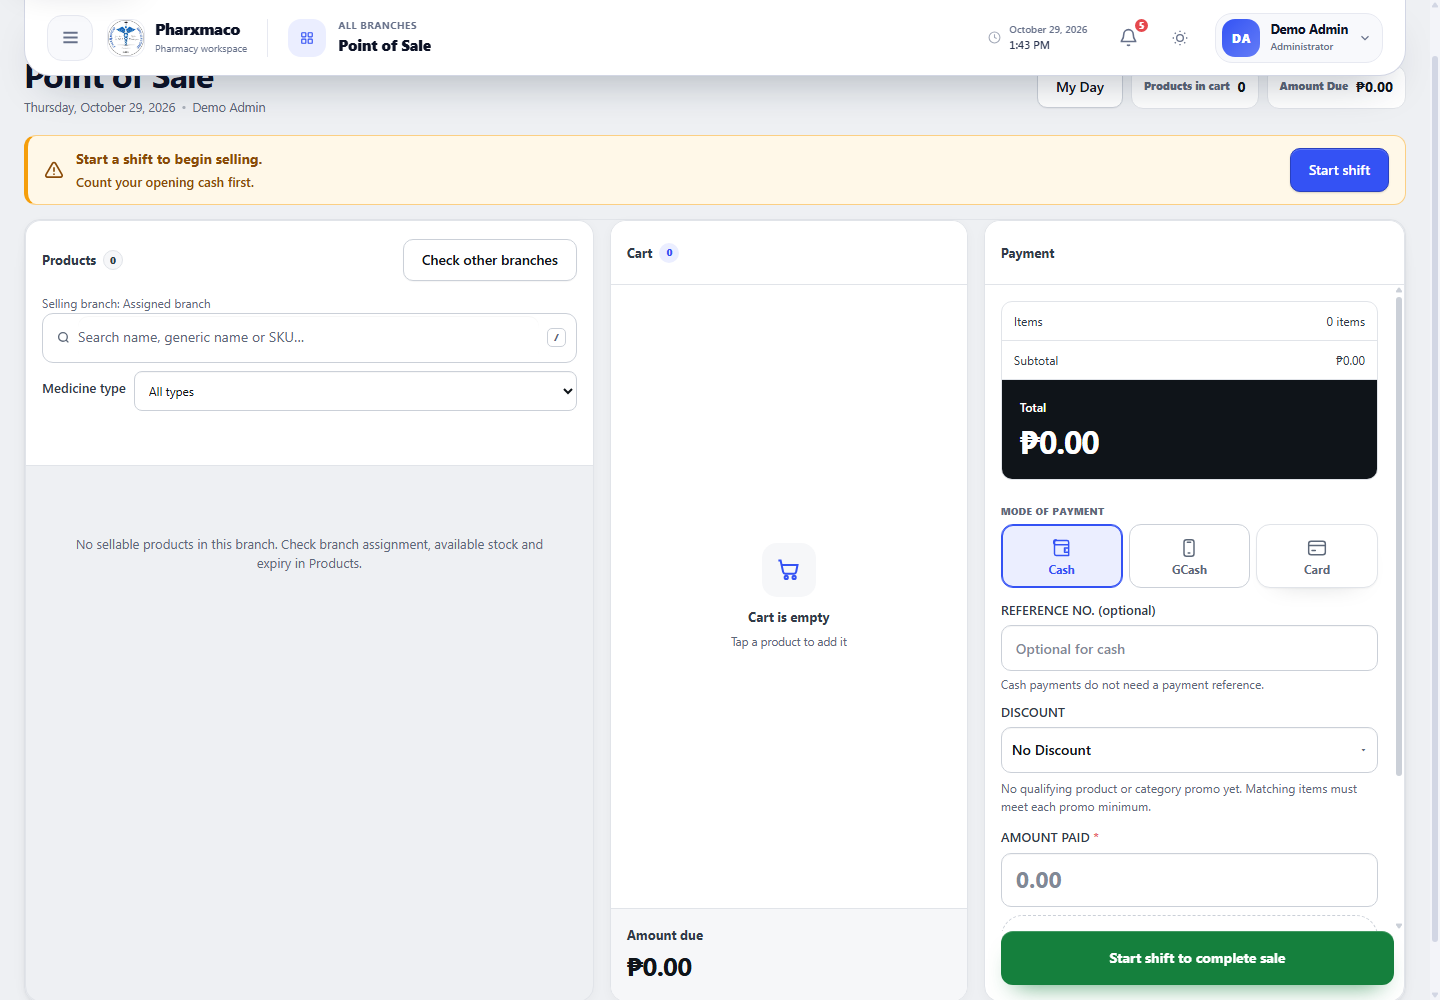 Pharxmaco
Pharmacy workspace
ALL BRANCHES
Point of Sale
October 29, 2026
1:43 PM
5
DA
Demo Admin
Administrator
Point of Sale
Thursday, October 29, 2026 • Demo Admin
My Day
Products in cart 0
Amount Due ₱0.00
Start a shift to begin selling.
Count your opening cash first.
Start shift
Products 0
Check other branches
Selling branch: Assigned branch
Search name, generic name or SKU...
/
Medicine type
All types
No sellable products in this branch. Check branch assignment, available stock and
expiry in Products.
Cart 0
Cart is empty
Tap a product to add it
Amount due
₱0.00
Payment
Items 0 items
Subtotal ₱0.00
Total
₱0.00
MODE OF PAYMENT
Cash
GCash
Card
REFERENCE NO. (optional)
Optional for cash
Cash payments do not need a payment reference.
DISCOUNT
No Discount
No qualifying product or category promo yet. Matching items must
meet each promo minimum.
AMOUNT PAID *
0.00
Start shift to complete sale